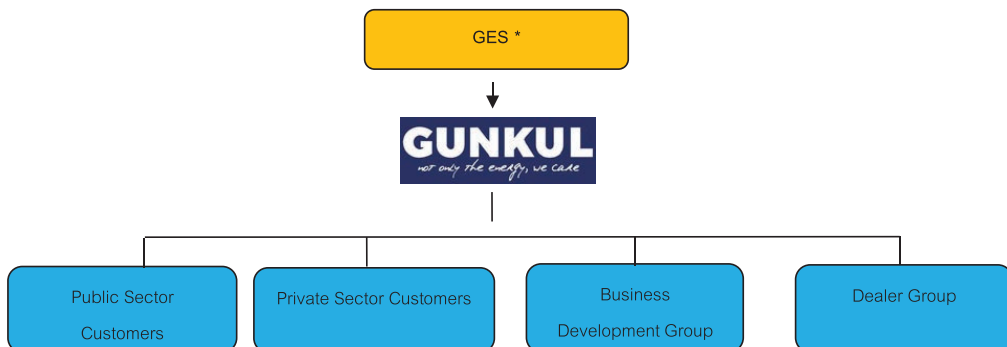 GES *
GUNKUL
not only the energy, we care
Public Sector
Customers
Private Sector Customers
Business
Development Group
Dealer Group